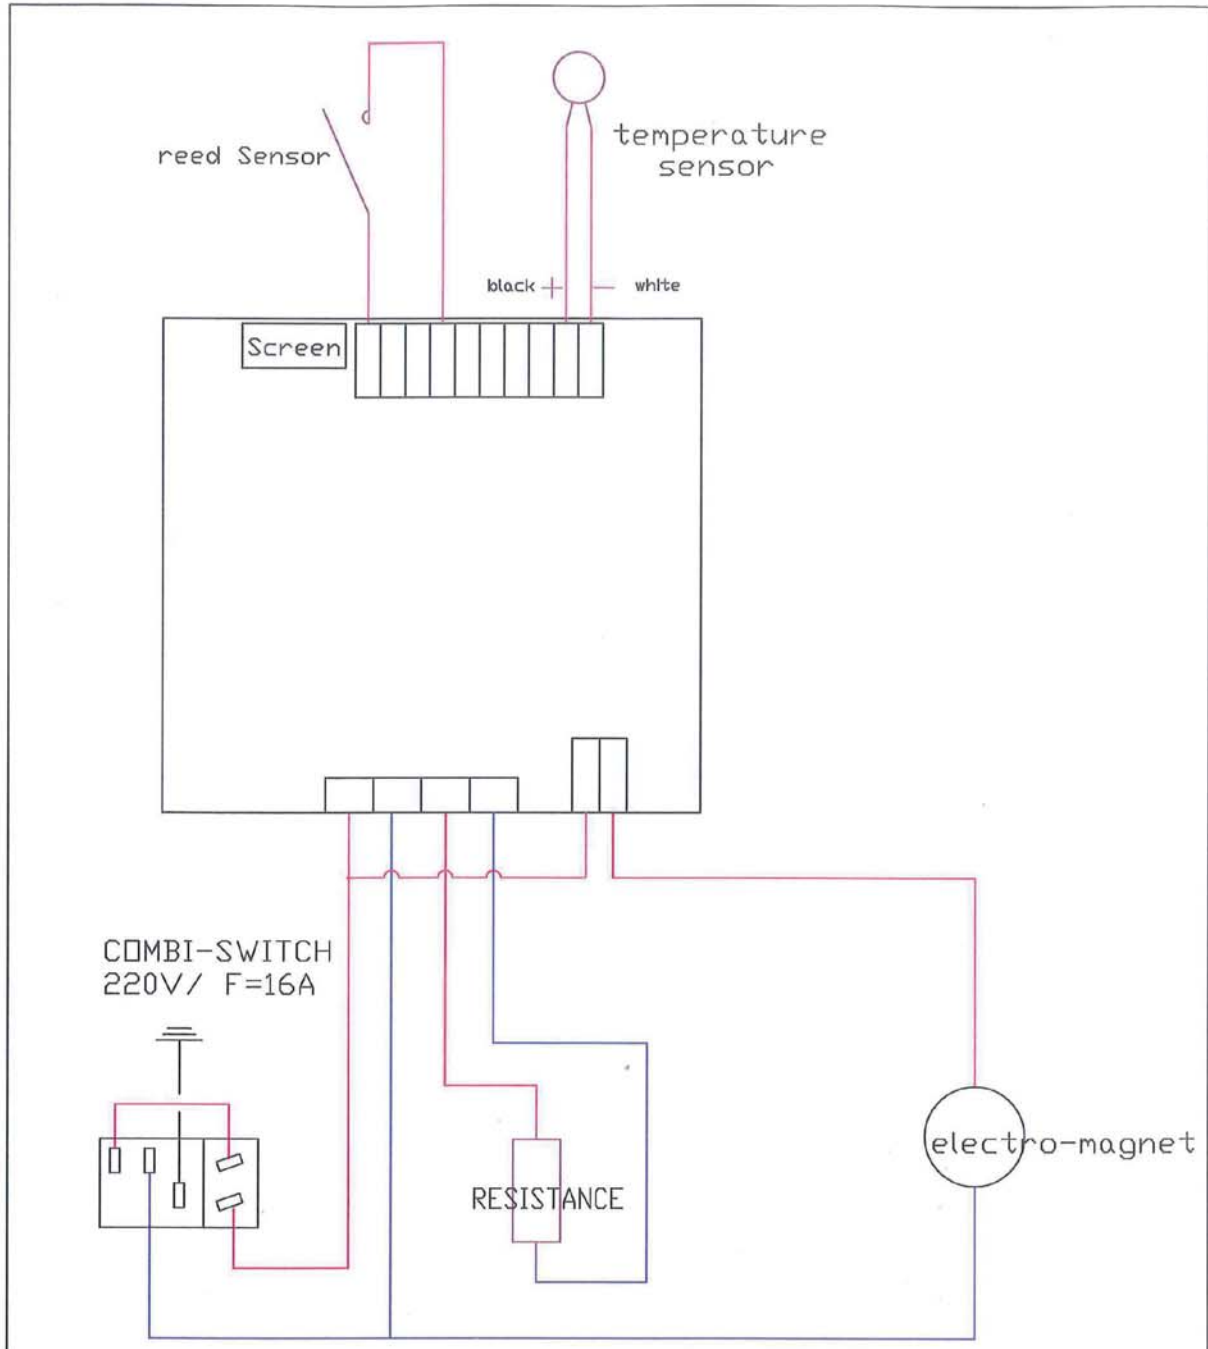 reed Sensor
temperature
sensor
black + - white
Screen
COMBI-SWITCH
220V/ F=16A
RESISTANCE
electro-magnet